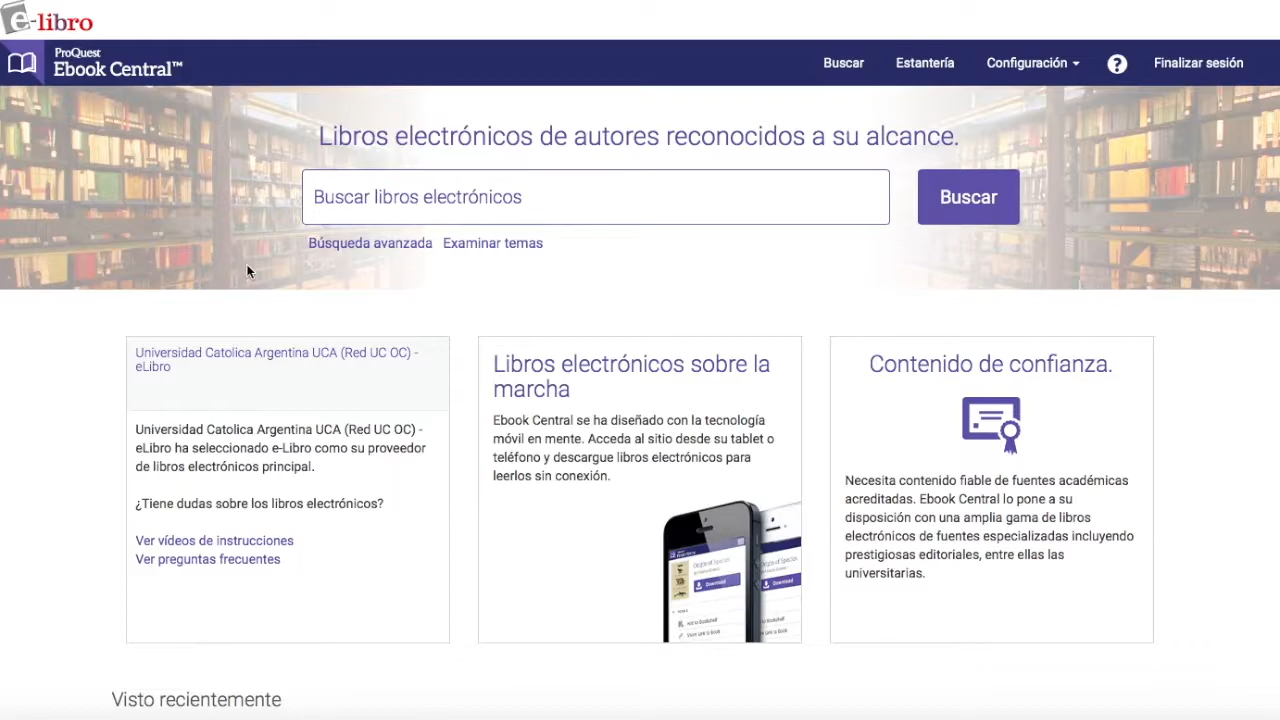 e-libro
ProQuest
Ebook Central™
Buscar
Estantería
Configuración
?
Finalizar sesión
Libros electrónicos de autores reconocidos a su alcance.
Buscar libros electrónicos
Buscar
Búsqueda avanzada
Examinar temas
Universidad Catolica Argentina UCA (Red UC OC) -
eLibro
Universidad Catolica Argentina UCA (Red UC OC) -
eLibro ha seleccionado e-Libro como su proveedor
de libros electrónicos principal.
¿Tiene dudas sobre los libros electrónicos?
Ver vídeos de instrucciones
Ver preguntas frecuentes
Libros electrónicos sobre la
marcha
Ebook Central se ha diseñado con la tecnología
móvil en mente. Acceda al sitio desde su tablet o
teléfono y descargue libros electrónicos para
leerlos sin conexión.
Download
Download
Contenido de confianza.
Necesita contenido fiable de fuentes académicas
acreditadas. Ebook Central lo pone a su
disposición con una amplia gama de libros
electrónicos de fuentes especializadas incluyendo
prestigiosas editoriales, entre ellas las
universitarias.
Visto recientemente